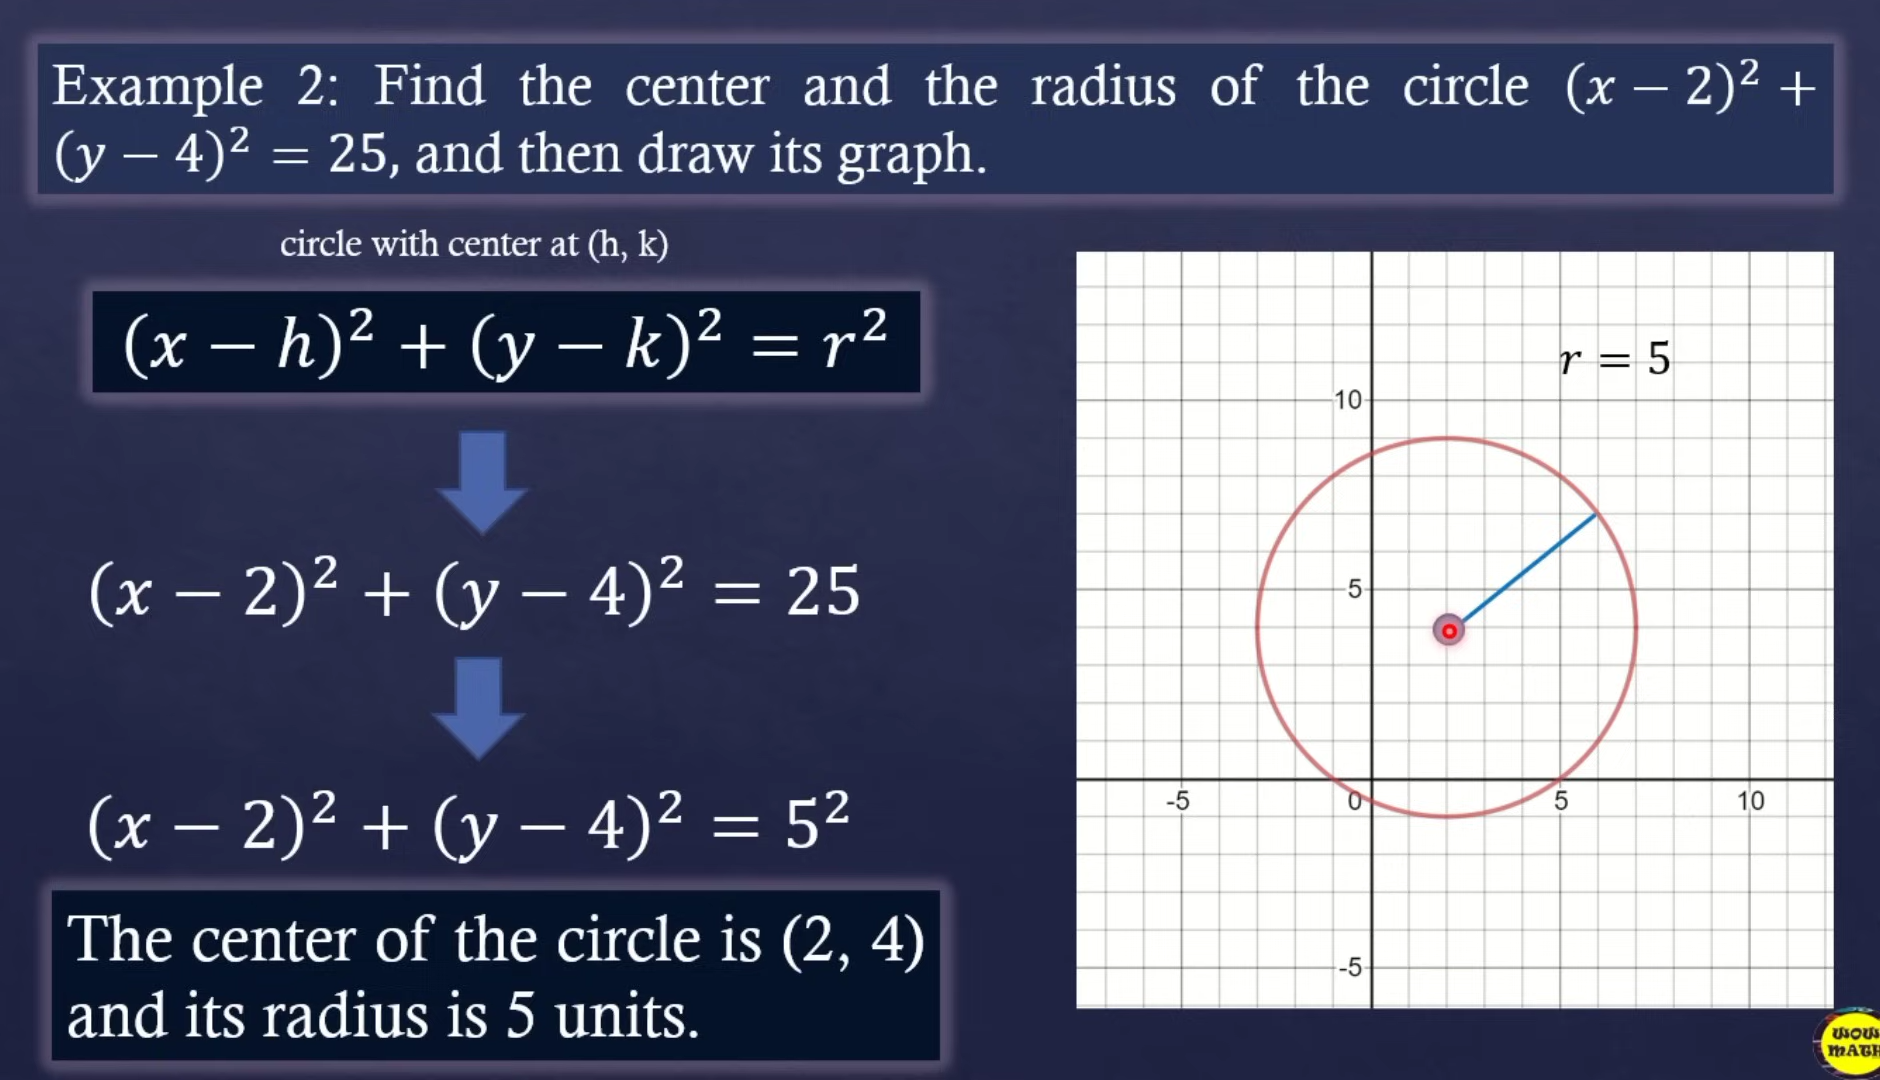 Example 2: Find the center and the radius of the circle (x − 2)² +
(y − 4)² = 25, and then draw its graph.
circle with center at (h, k)
(x − h)² + (y − k)² = r²
(x − 2)² + (y − 4)² = 25
(x − 2)² + (y − 4)² = 5²
The center of the circle is (2, 4)
and its radius is 5 units.
r = 5
10
5
-5 0 5 10
-5
WOW
MATH